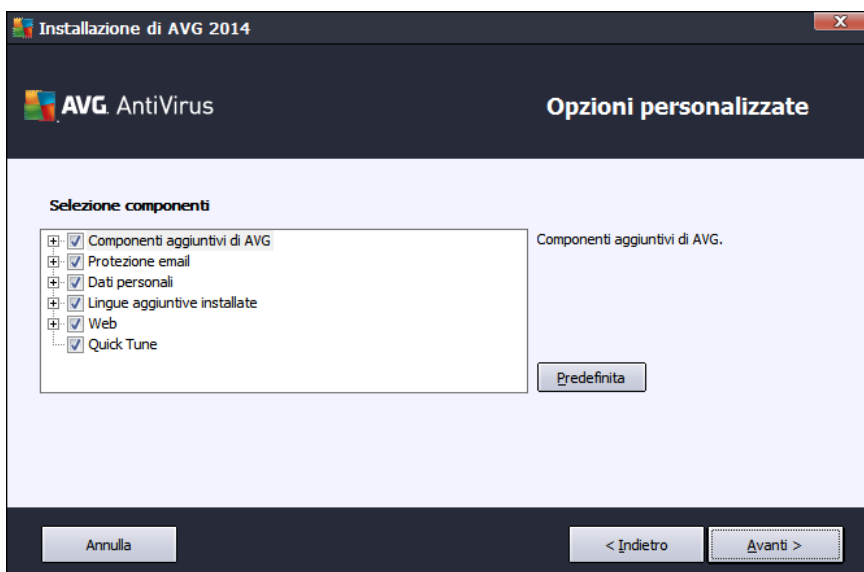 Installazione di AVG 2014
X
AVG. AntiVirus
Opzioni personalizzate
Selezione componenti
Componenti aggiuntivi di AVG
Protezione email
Dati personali
Lingue aggiuntive installate
Web
Quick Tune
Componenti aggiuntivi di AVG.
Predefinita
Annulla
< Indietro
Avanti >